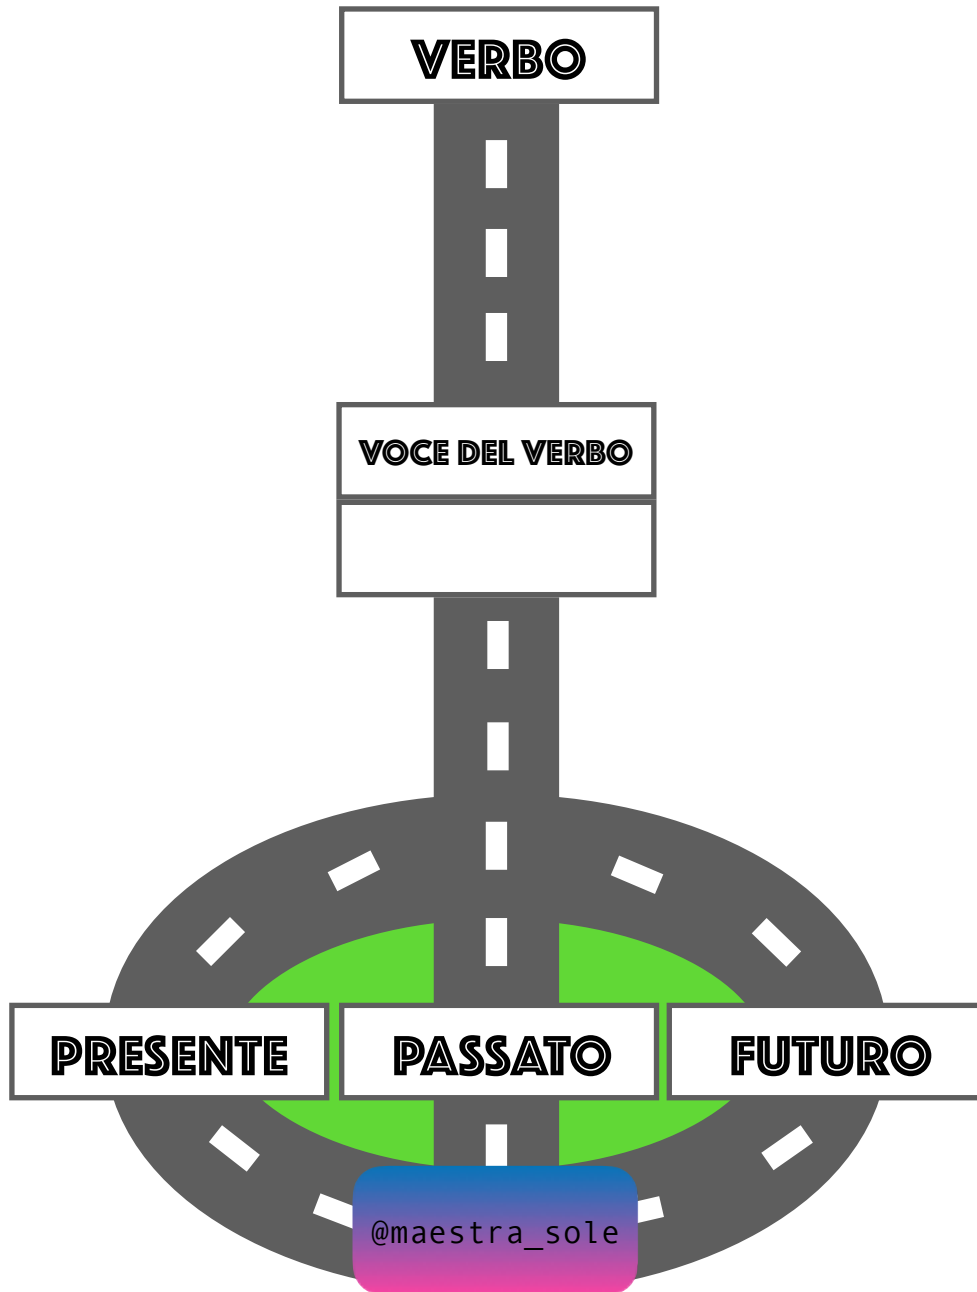 VERBO
VOCE DEL VERBO
PRESENTE
PASSATO
FUTURO
@maestra_sole